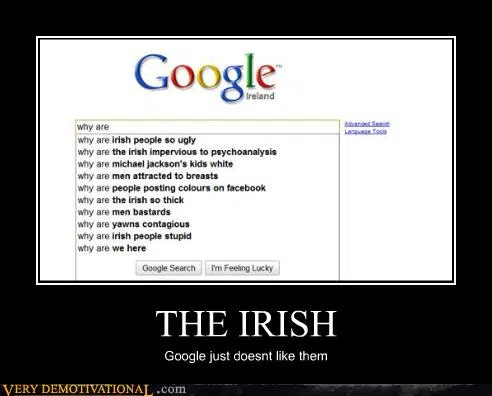 Google™
Ireland
why are
Advanced Search
Language Tools
why are irish people so ugly
why are the irish impervious to psychoanalysis
why are michael jackson's kids white
why are men attracted to breasts
why are people posting colours on facebook
why are the irish so thick
why are men bastards
why are yawns contagious
why are irish people stupid
why are we here
Google Search I'm Feeling Lucky
THE IRISH
Google just doesnt like them
VERY DEMOTIVATIONAL.com